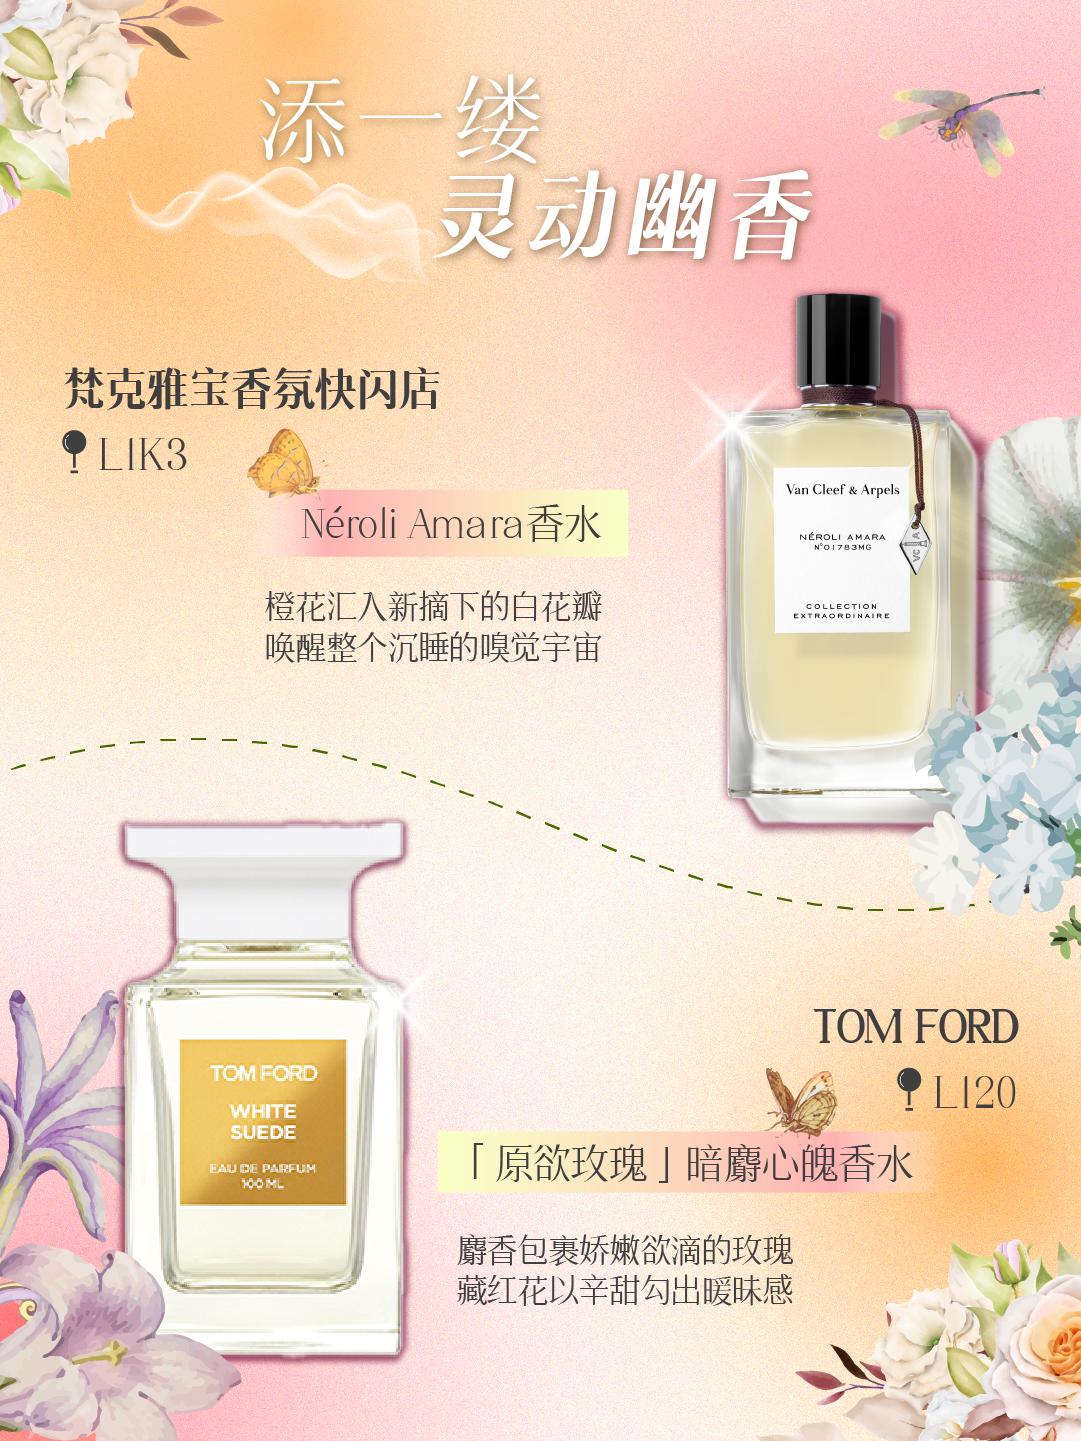 添一缕
灵动幽香
梵克雅宝香氛快闪店
L1K3
Néroli Amara香水
橙花汇入新摘下的白花瓣
唤醒整个沉睡的嗅觉宇宙
Van Cleef & Arpels
NÉROLI AMARA
N°01783MG
COLLECTION
EXTRAORDINAIRE
VC A
TOM FORD
WHITE
SUEDE
EAU DE PARFUM
100 ML
TOM FORD
L120
「原欲玫瑰」暗麝心魄香水
麝香包裹娇嫩欲滴的玫瑰
藏红花以辛甜勾出暖昧感